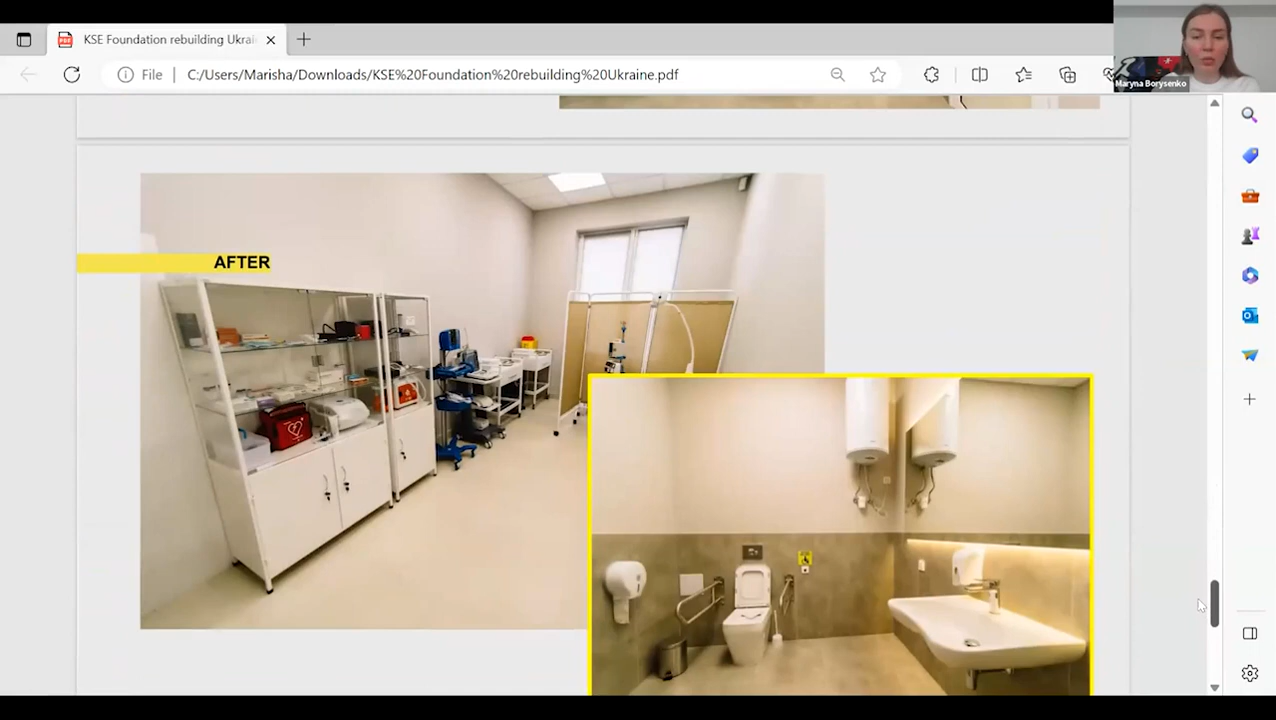 KSE Foundation rebuilding Ukrai
File
C:/Users/Marisha/Downloads/KSE%20Foundation%20rebuilding%20Ukraine.pdf
Maryna Borysenko
AFTER